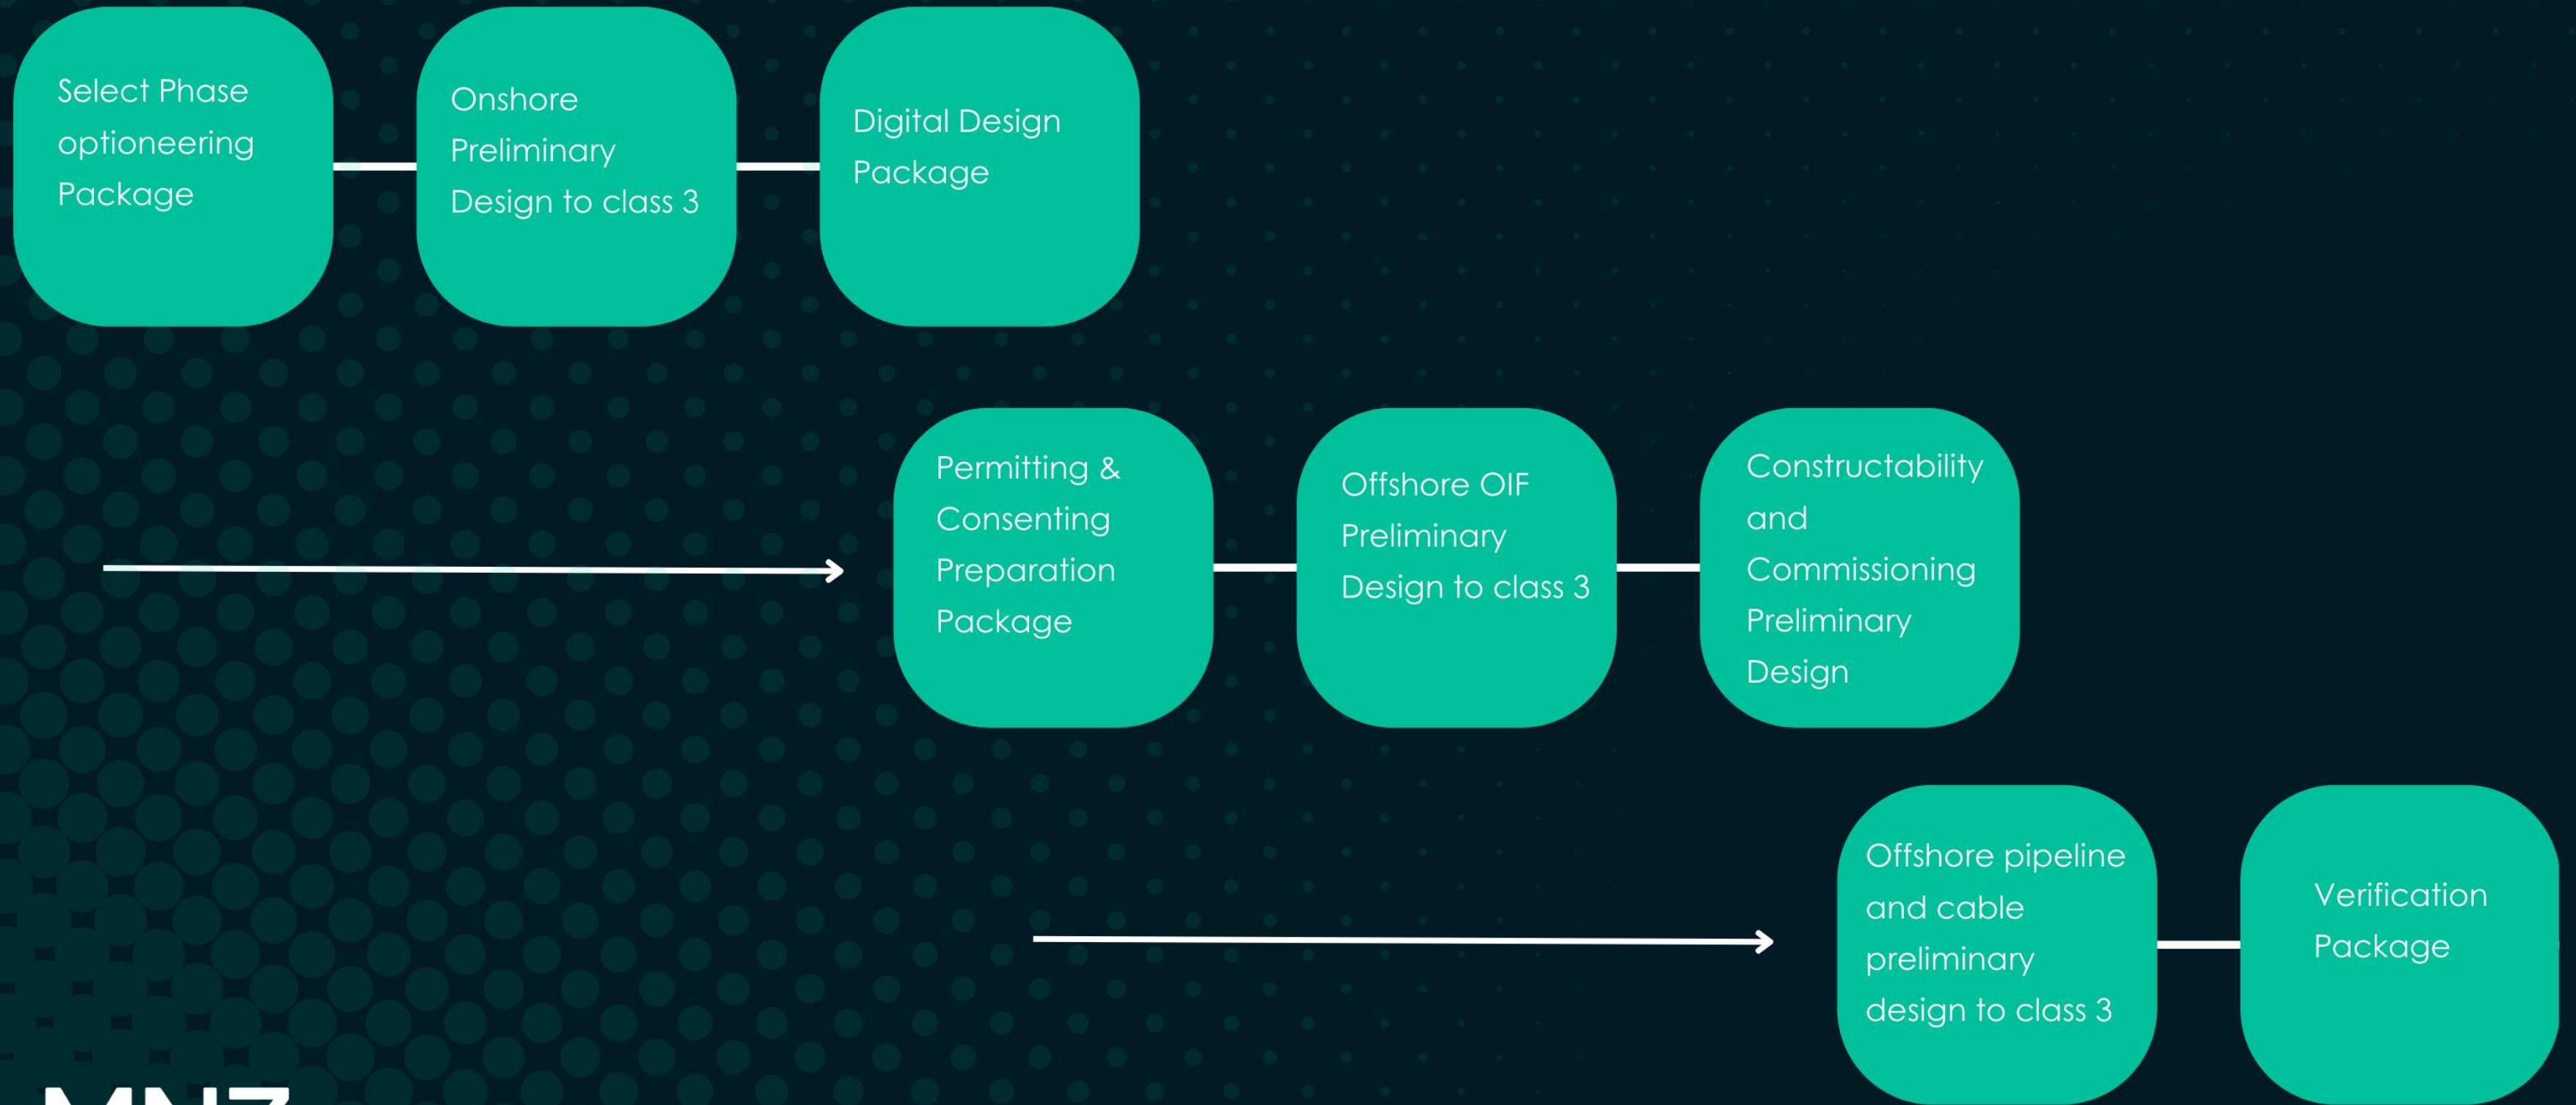 Select Phase
optioneering
Package
Onshore
Preliminary
Design to class 3
Digital Design
Package
Permitting &
Consenting
Preparation
Package
Offshore OIF
Preliminary
Design to class 3
Constructability
and
Commissioning
Preliminary
Design
Offshore pipeline
and cable
preliminary
design to class 3
Verification
Package